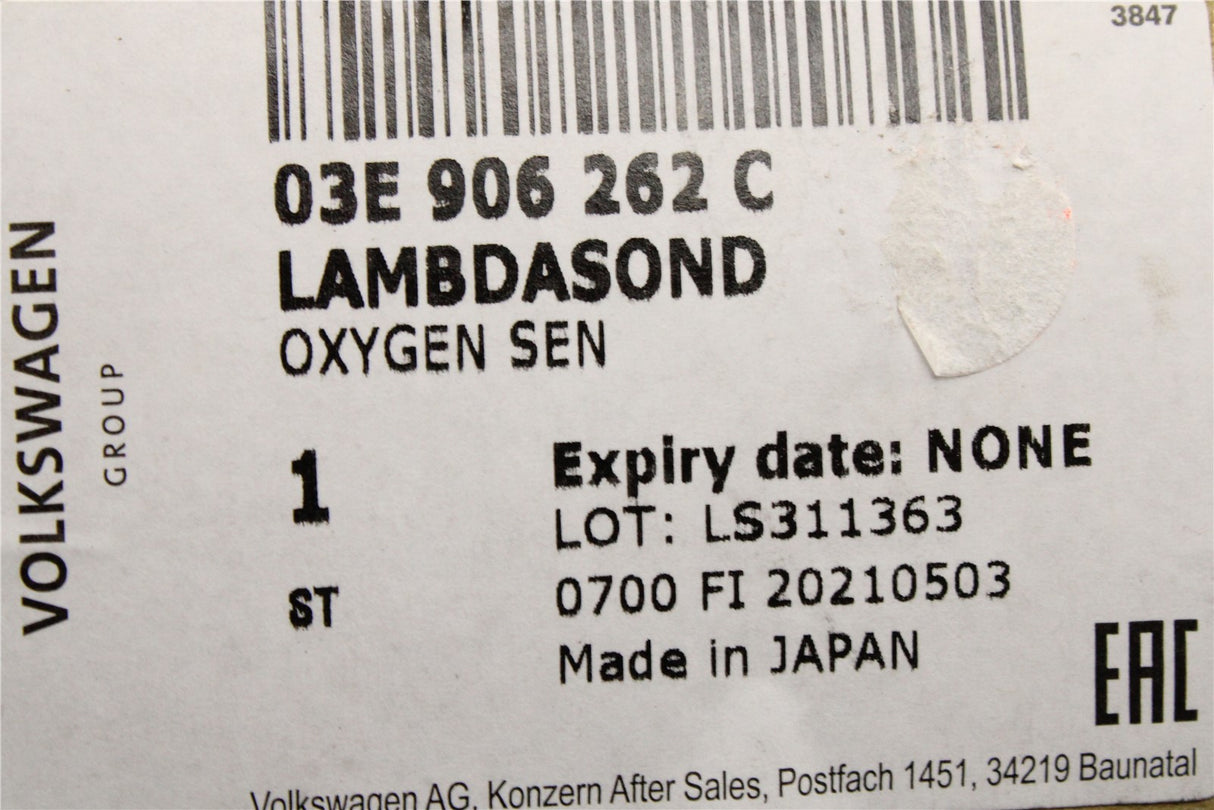 3847
03E 906 262 C
LAMBDASOND
OXYGEN SEN
VOLKSWAGEN
GROUP
1
ST
Expiry date: NONE
LOT: LS311363
0700 FI 20210503
Made in JAPAN
EAC
Volkswagen AG, Konzern After Sales, Postfach 1451, 34219 Baunatal